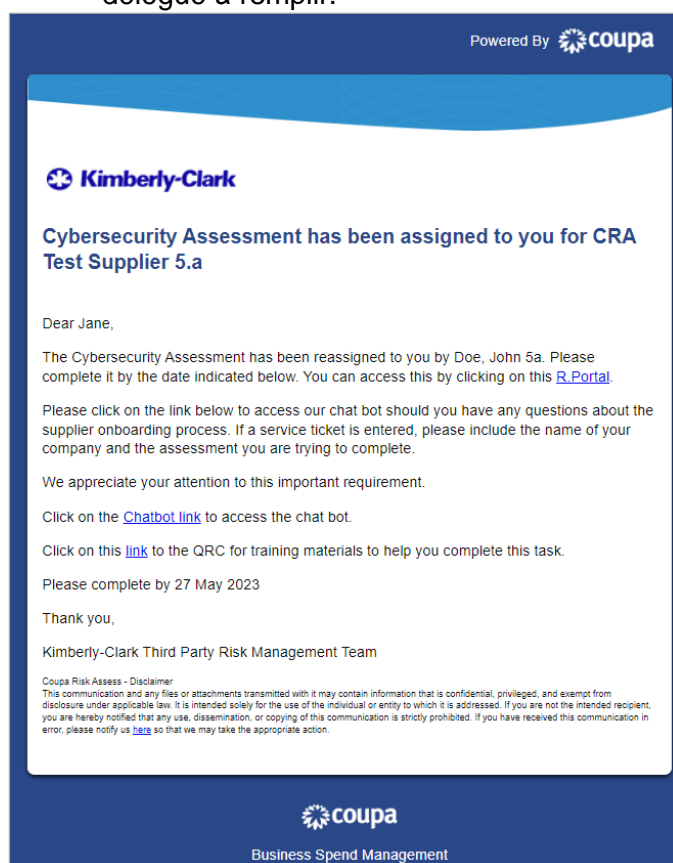 délégué à remplir.
Powered By coupa
Kimberly-Clark
Cybersecurity Assessment has been assigned to you for CRA
Test Supplier 5.a
Dear Jane,
The Cybersecurity Assessment has been reassigned to you by Doe, John 5a. Please
complete it by the date indicated below. You can access this by clicking on this R.Portal.
Please click on the link below to access our chat bot should you have any questions about the
supplier onboarding process. If a service ticket is entered, please include the name of your
company and the assessment you are trying to complete.
We appreciate your attention to this important requirement.
Click on the Chatbot link to access the chat bot.
Click on this link to the QRC for training materials to help you complete this task.
Please complete by 27 May 2023
Thank you,
Kimberly-Clark Third Party Risk Management Team
Coupa Risk Assess - Disclaimer
This communication and any files or attachments transmitted with it may contain information that is confidential, privileged, and exempt from
disclosure under applicable law. It is intended solely for the use of the individual or entity to which it is addressed. If you are not the intended recipient,
you are hereby notified that any use, dissemination, or copying of this communication is strictly prohibited. If you have received this communication in
error, please notify us here so that we may take the appropriate action.
coupa
Business Spend Management